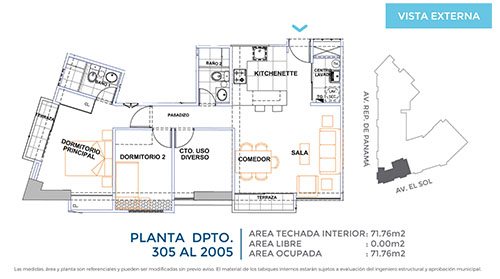 VISTA EXTERNA
BAÑO 2
KITCHENETTE
CENTRO
LAVADO
BAÑO 1
PASADIZO
TERRAZA
DORMITORIO
PRINCIPAL
DORMITORIO 2
CTO. USO
DIVERSO
COMEDOR
SALA
TERRAZA
AV. REP. DE PANAMÁ
AV. EL SOL
PLANTA DPTO.
305 AL 2005
AREA TECHADA INTERIOR: 71.76m2
AREA LIBRE : 0.00m2
AREA OCUPADA : 71.76m2
Las medidas, área y planta son referenciales y pueden ser modificadas sin previo aviso. El material de los tabiques internos estarán sujetos a evaluación del ingeniero estructural y aprobación municipal.